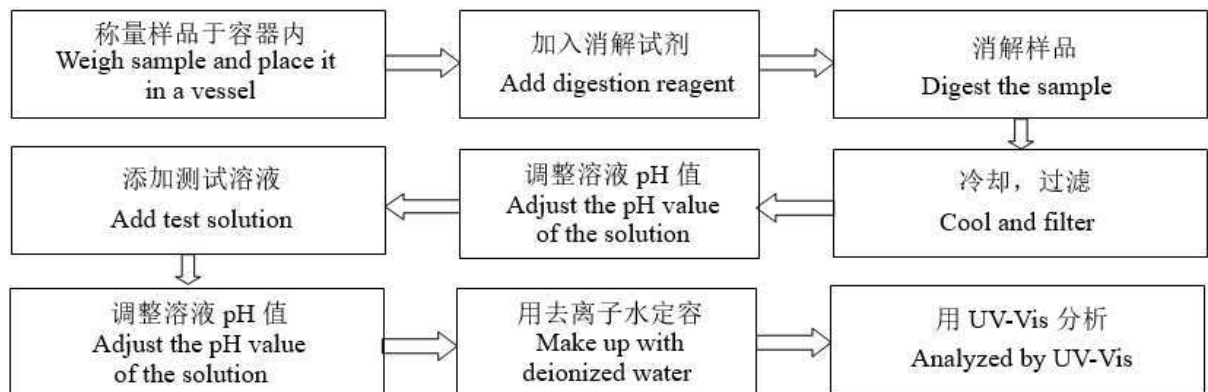 称量样品于容器内
Weigh sample and place it
in a vessel
加入消解试剂
Add digestion reagent
消解样品
Digest the sample
冷却，过滤
Cool and filter
调整溶液 pH 值
Adjust the pH value
of the solution
添加测试溶液
Add test solution
调整溶液 pH 值
Adjust the pH value
of the solution
用去离子水定容
Make up with
deionized water
用 UV-Vis 分析
Analyzed by UV-Vis